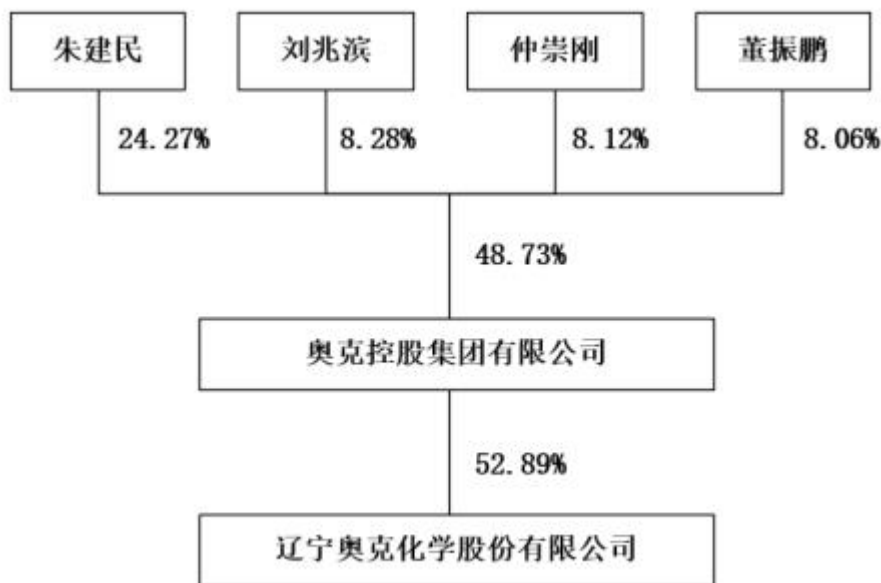 朱建民 刘兆滨 仲崇刚 董振鹏
24.27% 8.28% 8.12% 8.06%
48.73%
奥克控股集团有限公司
52.89%
辽宁奥克化学股份有限公司